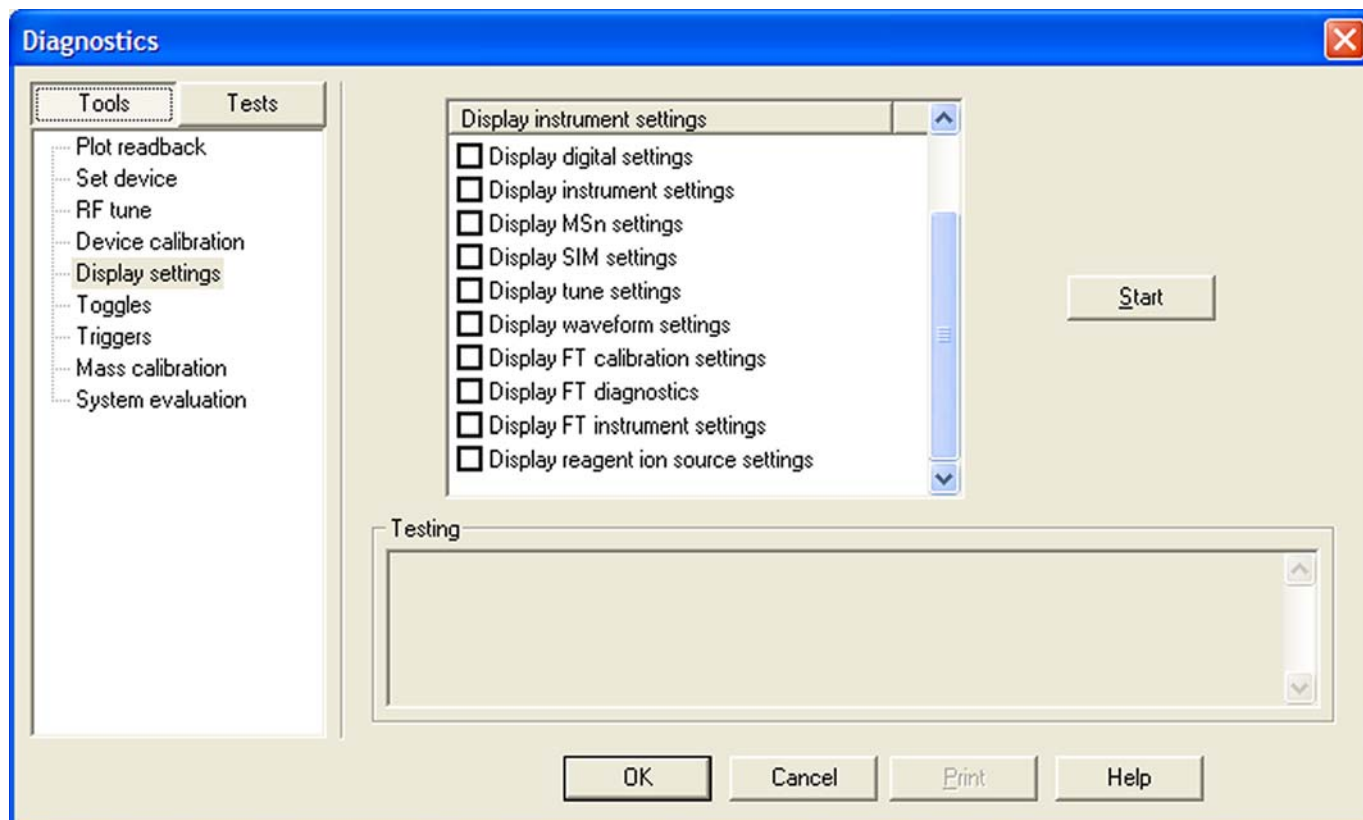 Diagnostics
Tools
Tests
Plot readback
Set device
RF tune
Device calibration
Display settings
Toggles
Triggers
Mass calibration
System evaluation
Display instrument settings
Display digital settings
Display instrument settings
Display MSn settings
Display SIM settings
Display tune settings
Display waveform settings
Display FT calibration settings
Display FT diagnostics
Display FT instrument settings
Display reagent ion source settings
Start
Testing
OK
Cancel
Print
Help